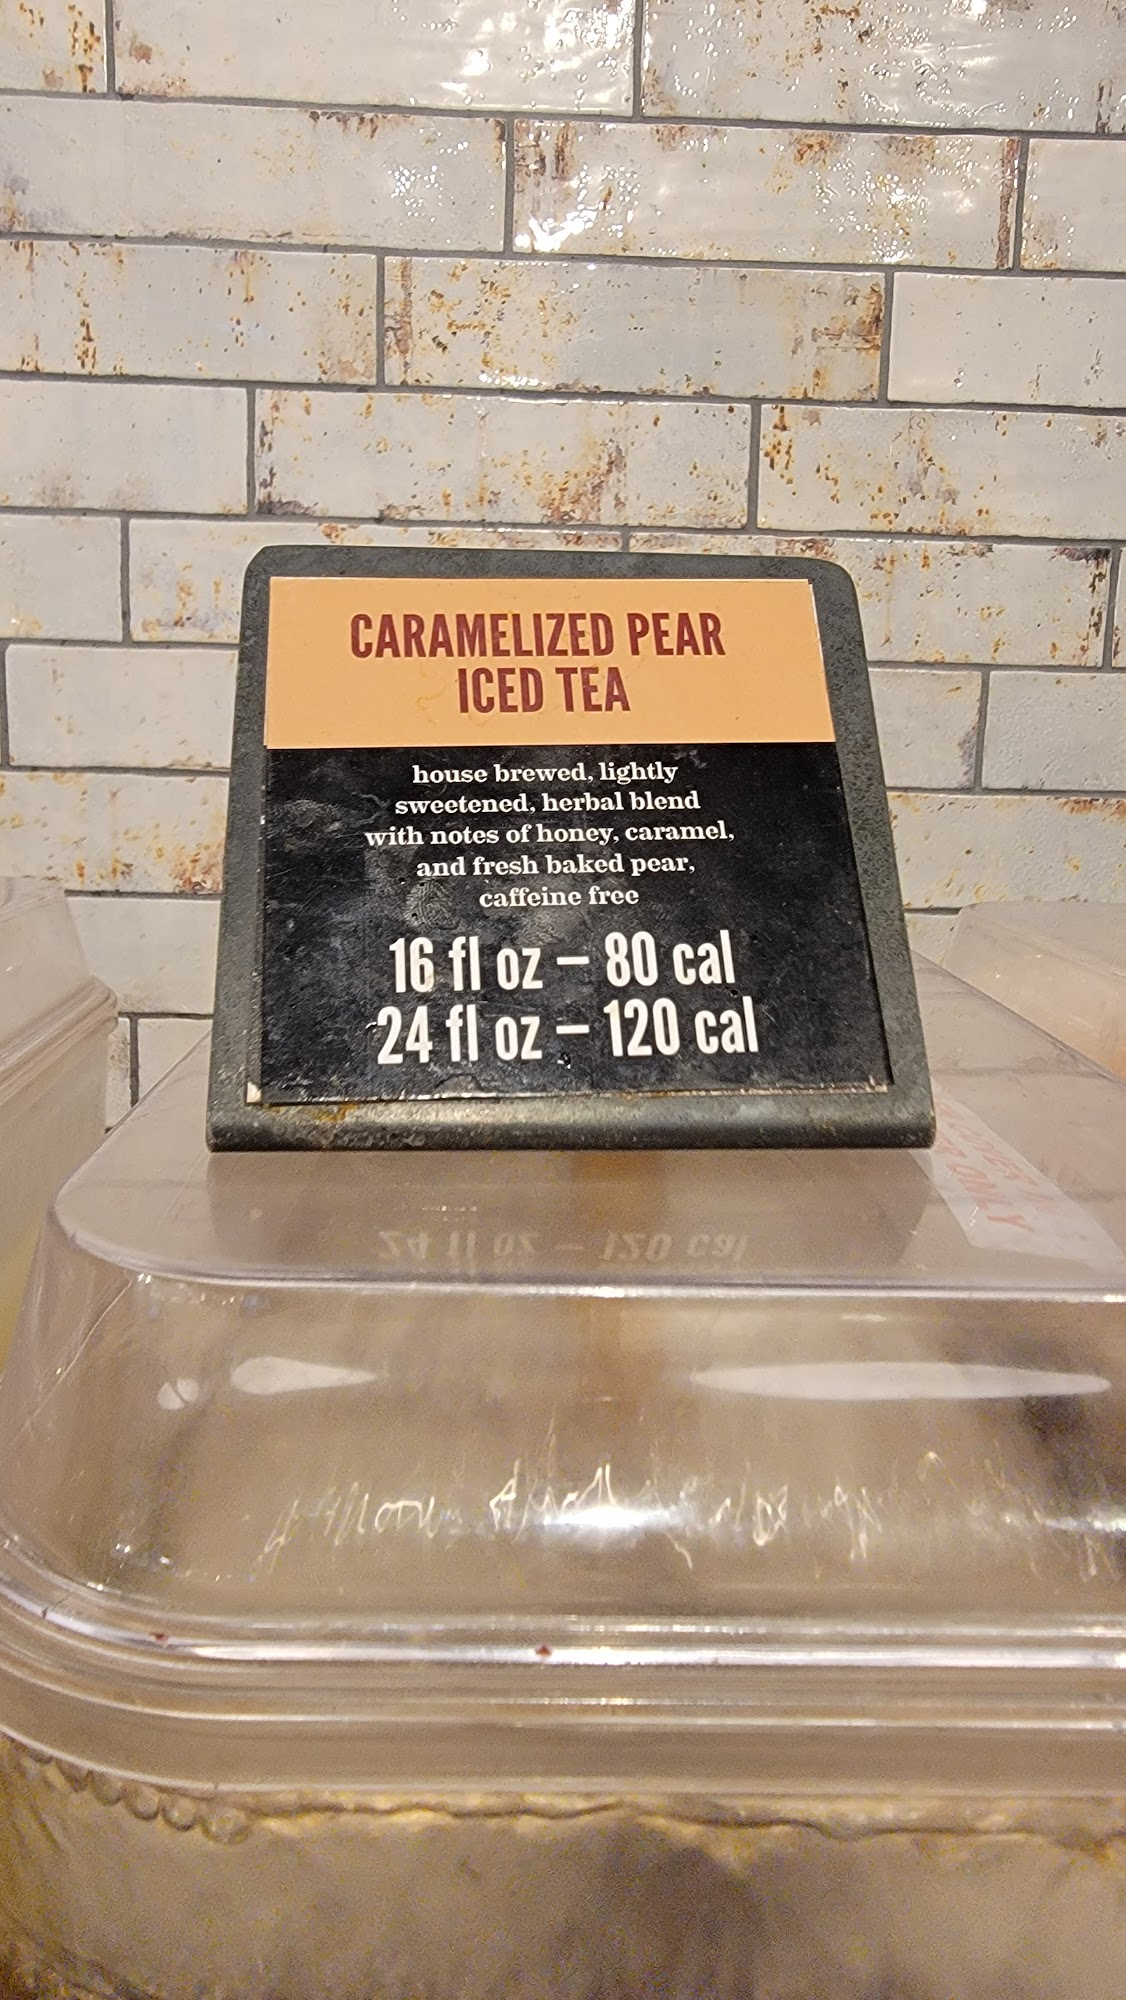 CARAMELIZED PEAR
ICED TEA
house brewed, lightly
sweetened, herbal blend
with notes of honey, caramel,
and fresh baked pear,
caffeine free
16 fl oz – 80 cal
24 fl oz – 120 cal
ONLY